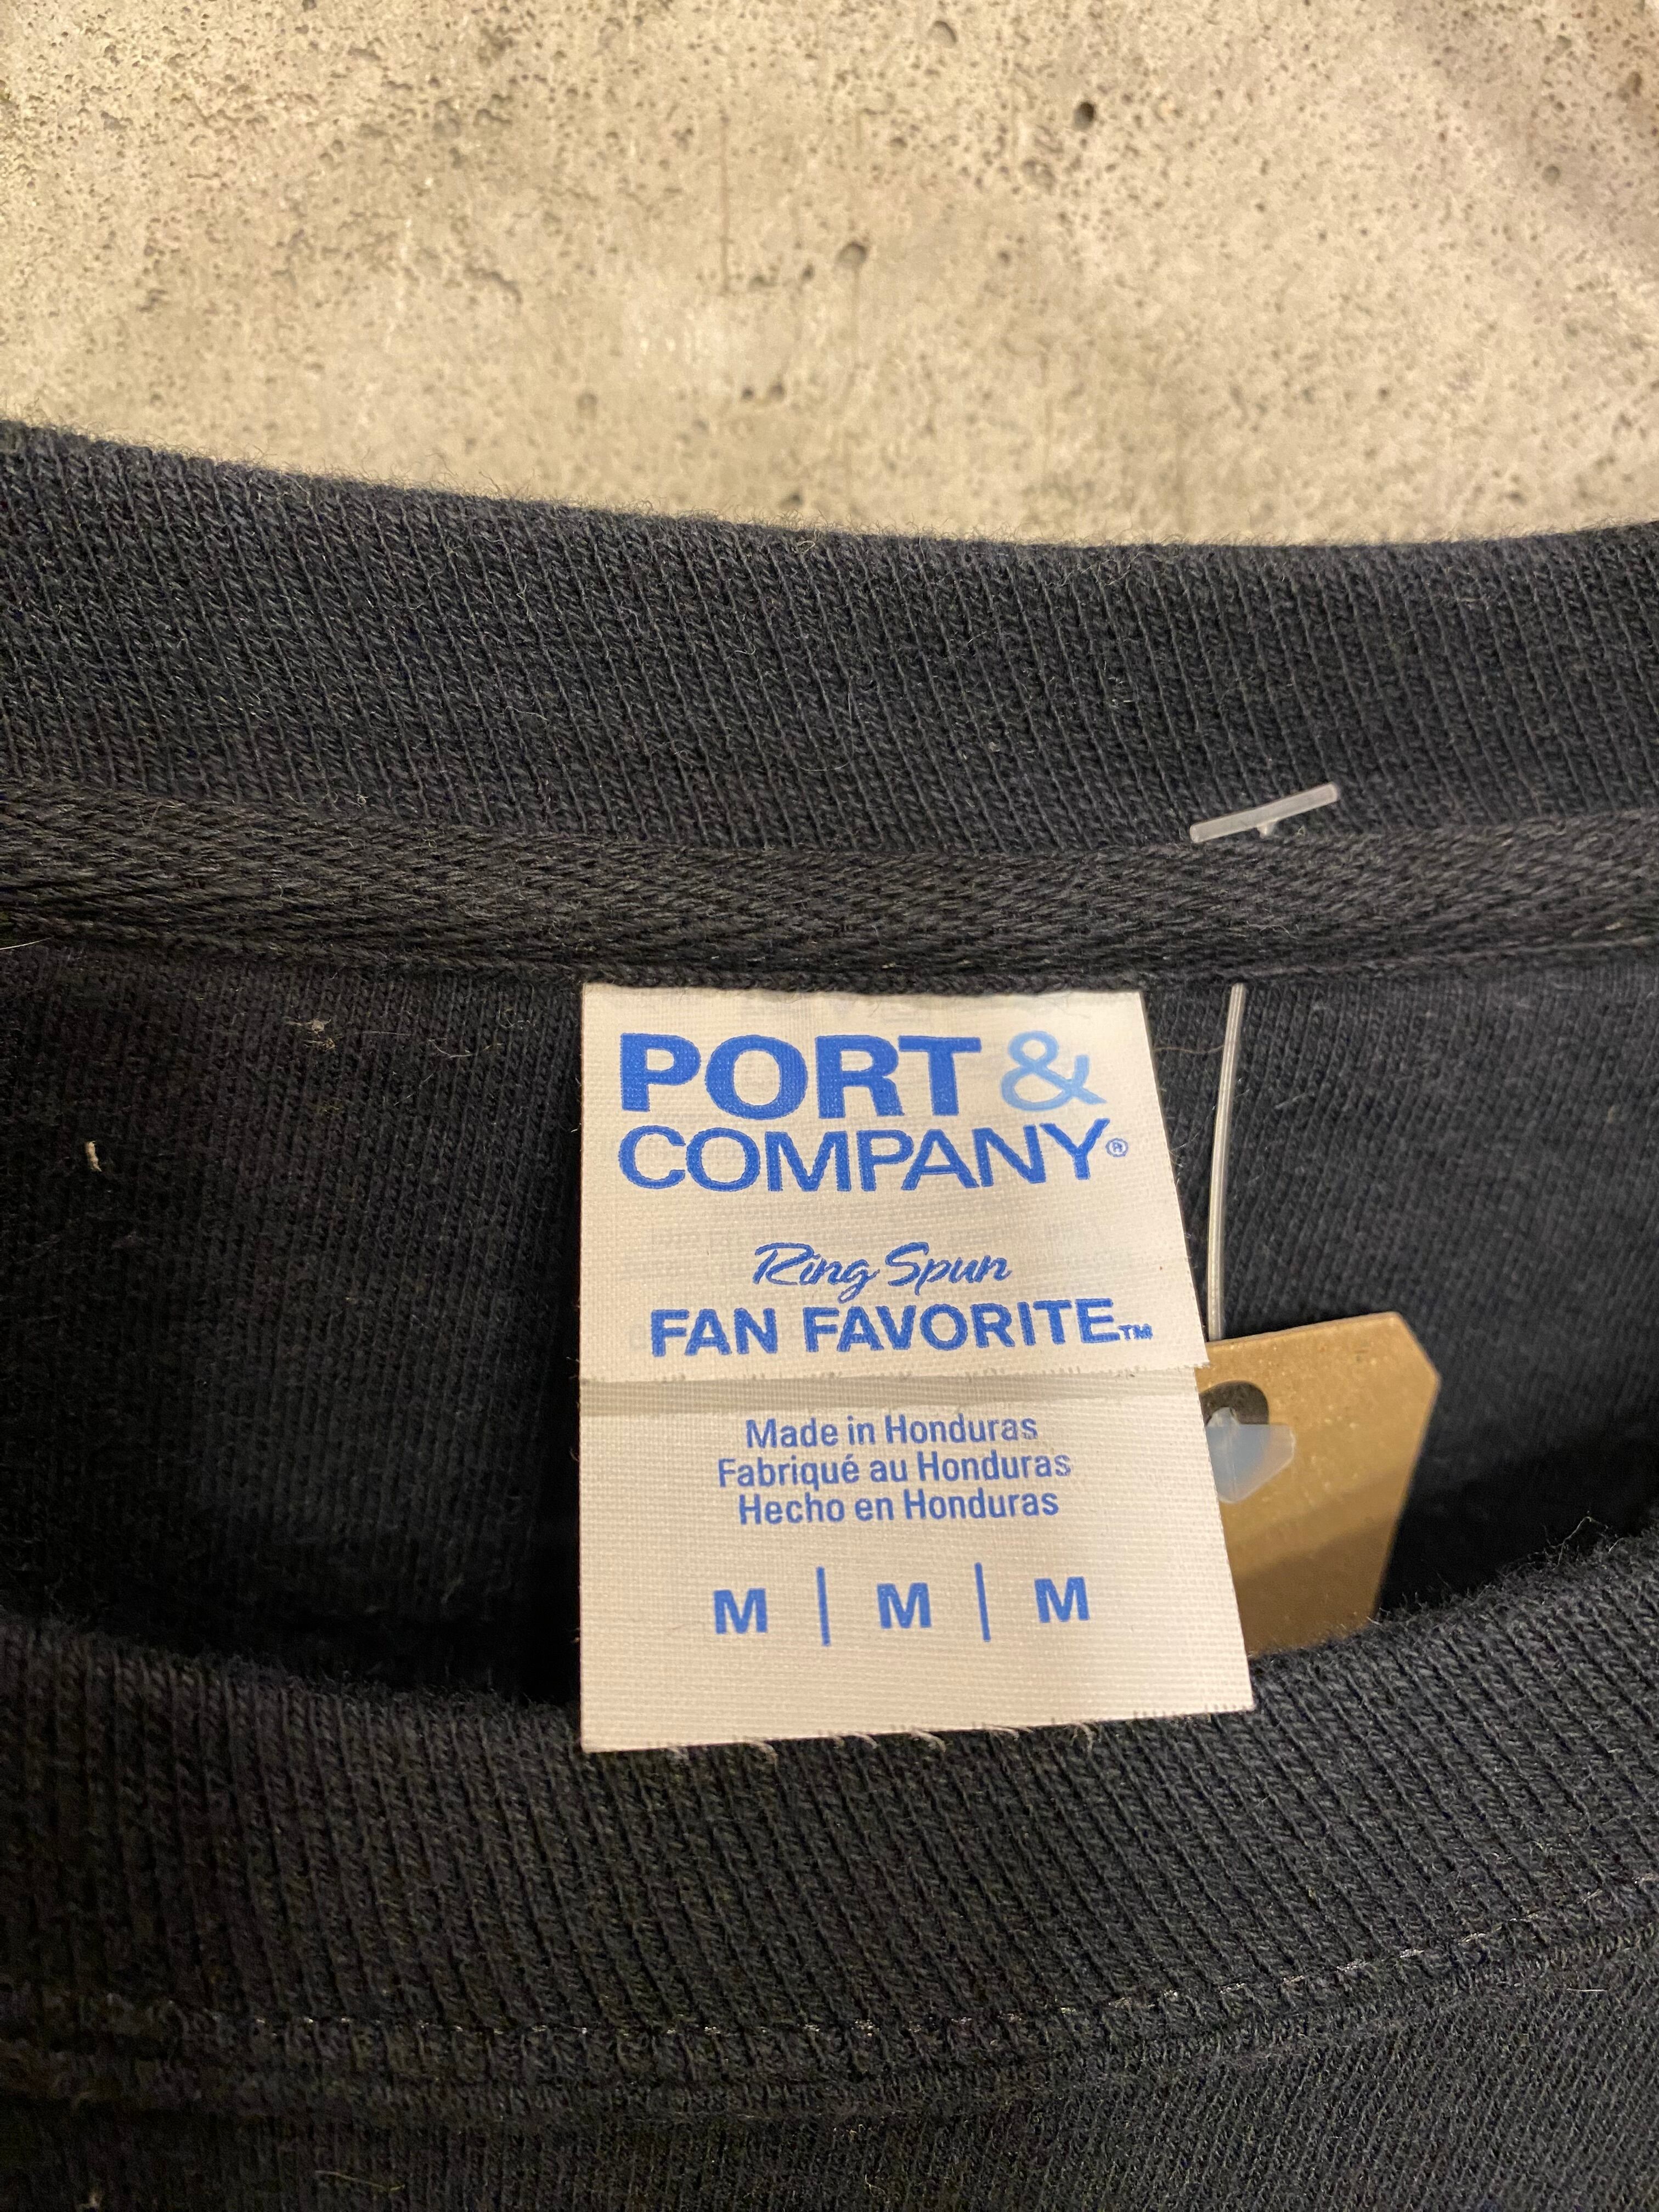 PORT &
COMPANY®
Ring Spun
FAN FAVORITE™
Made in Honduras
Fabriqué au Honduras
Hecho en Honduras
M | M | M